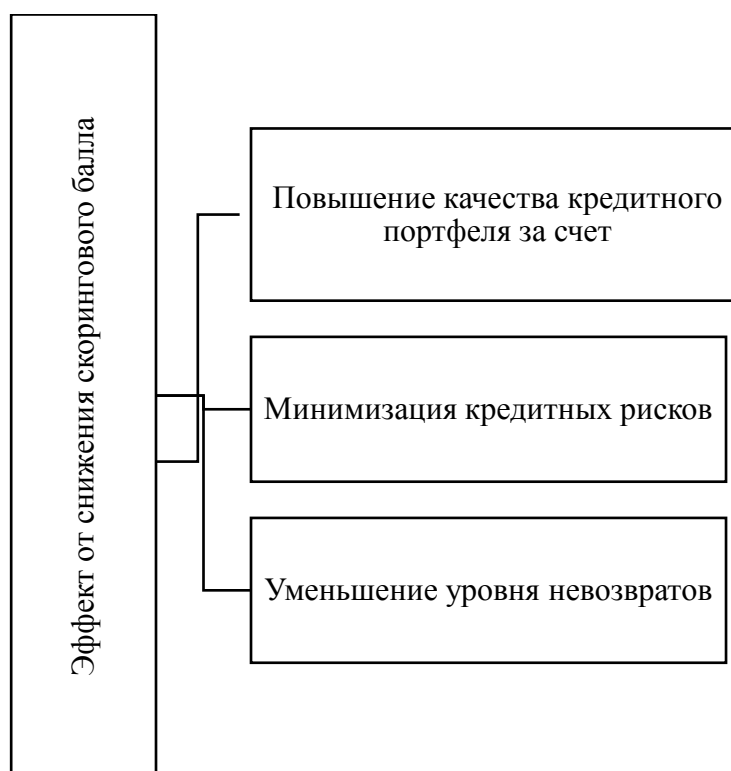 Эффект от снижения скорингового балла
Повышение качества кредитного
портфеля за счет
Минимизация кредитных рисков
Уменьшение уровня невозвратов